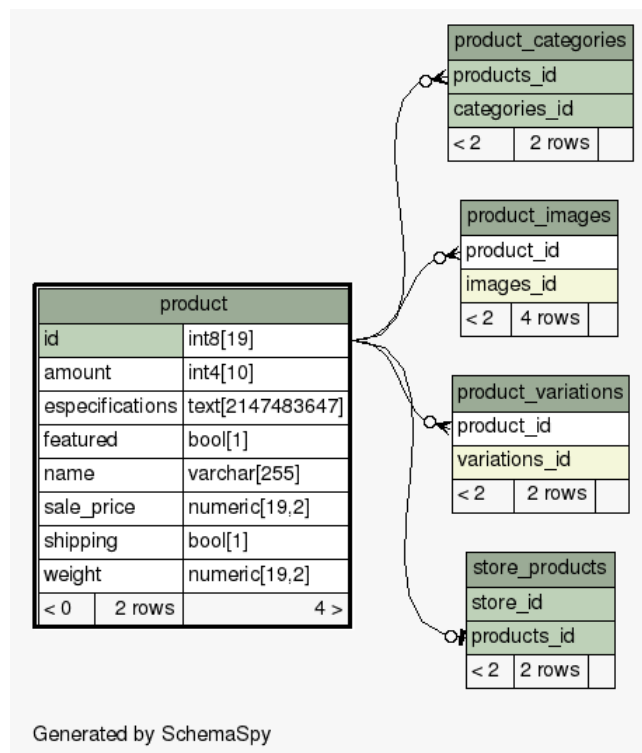 product_categories
products_id
categories_id
< 2 2 rows
product_images
product_id
images_id
< 2 4 rows
product
id int8[19]
amount int4[10]
especifications text[2147483647]
featured bool[1]
name varchar[255]
sale_price numeric[19,2]
shipping bool[1]
weight numeric[19,2]
< 0 2 rows 4 >
product_variations
product_id
variations_id
< 2 2 rows
store_products
store_id
products_id
< 2 2 rows
Generated by SchemaSpy